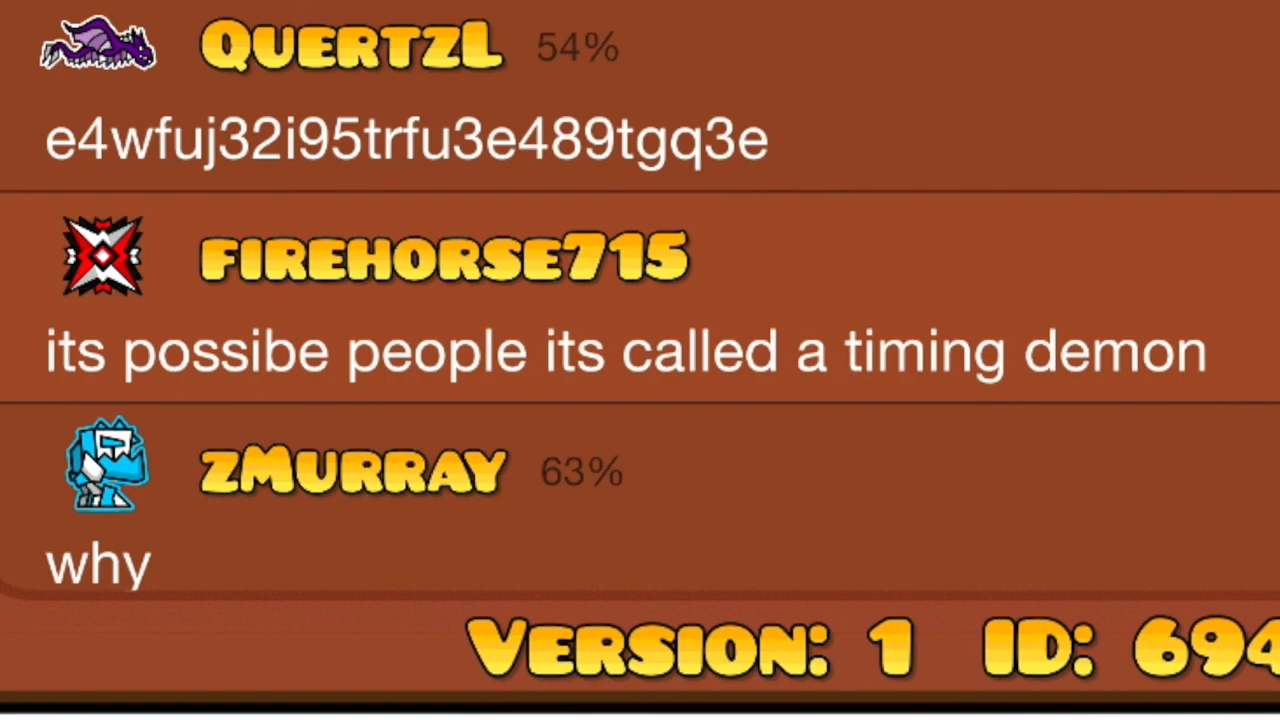 QuertzL 54%
e4wfuj32i95trfu3e489tgq3e
firehorse715
its possibe people its called a timing demon
zMurray 63%
why
Version: 1 ID: 694